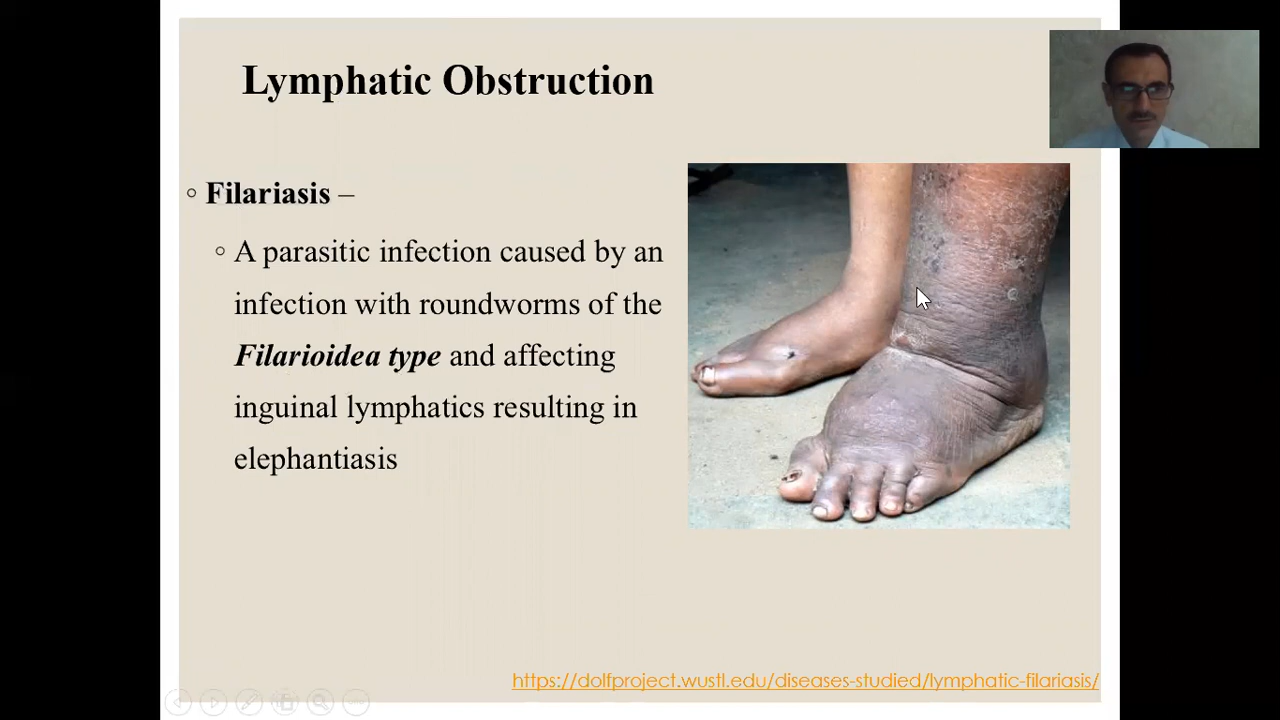 Lymphatic Obstruction
◦ Filariasis –
◦ A parasitic infection caused by an
infection with roundworms of the
Filarioidea type and affecting
inguinal lymphatics resulting in
elephantiasis
https://dolfproject.wustl.edu/diseases-studied/lymphatic-filariasis/